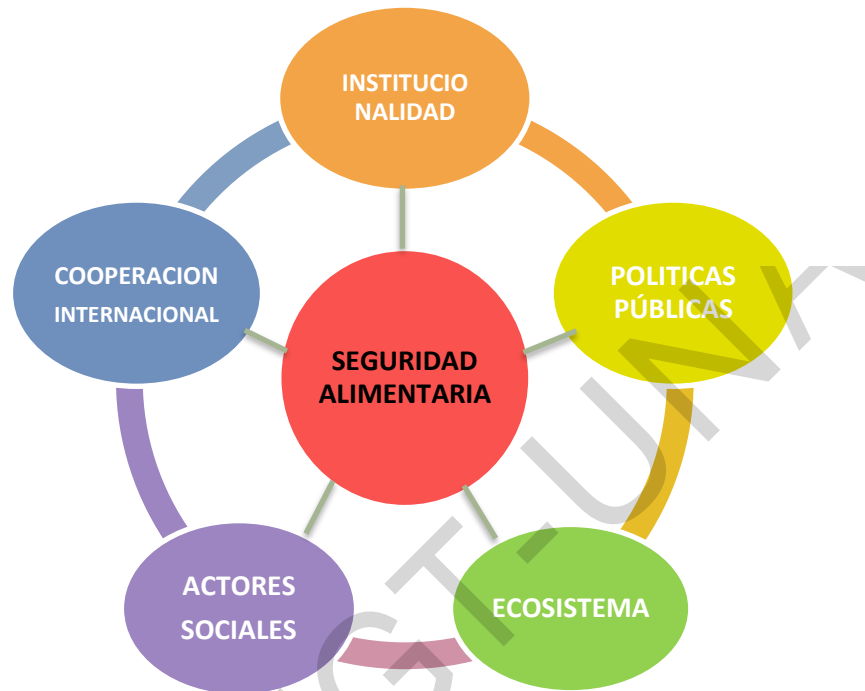 INSTITUCIO
NALIDAD
COOPERACION
INTERNACIONAL
POLITICAS
PÚBLICAS
SEGURIDAD
ALIMENTARIA
ACTORES
SOCIALES
ECOSISTEMA